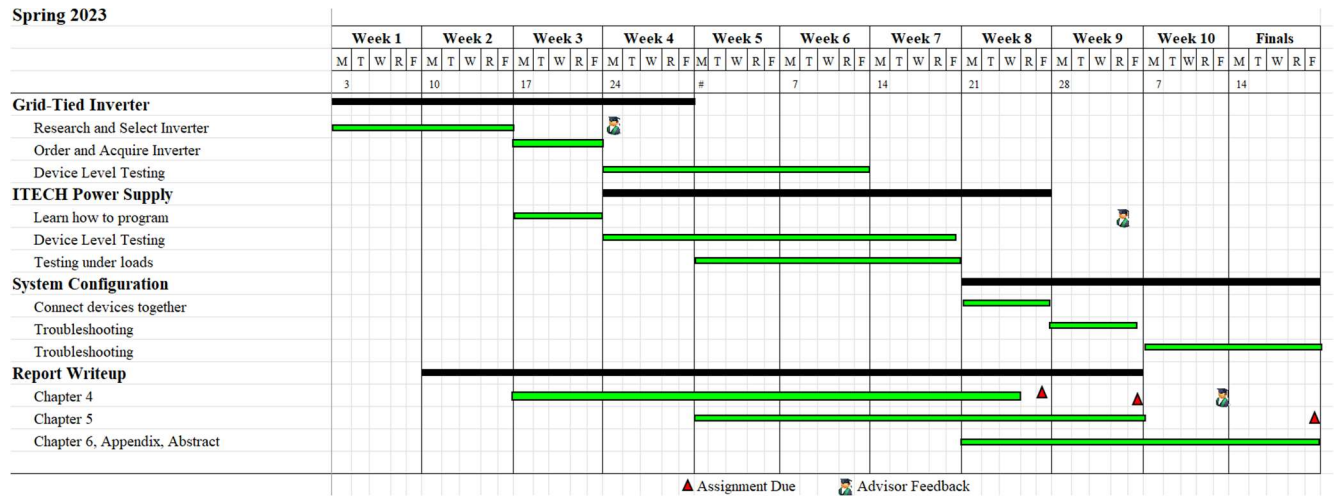 Spring 2023
Week 1 Week 2 Week 3 Week 4 Week 5 Week 6 Week 7 Week 8 Week 9 Week 10 Finals
M T W R F M T W R F M T W R F M T W R F M T W R F M T W R F M T W R F M T W R F M T W R F M T W R F M T W R F
3 10 17 24 # 7 14 21 28 7 14
Grid-Tied Inverter
Research and Select Inverter
Order and Acquire Inverter
Device Level Testing
ITECH Power Supply
Learn how to program
Device Level Testing
Testing under loads
System Configuration
Connect devices together
Troubleshooting
Troubleshooting
Report Writeup
Chapter 4
Chapter 5
Chapter 6, Appendix, Abstract
Assignment Due Advisor Feedback